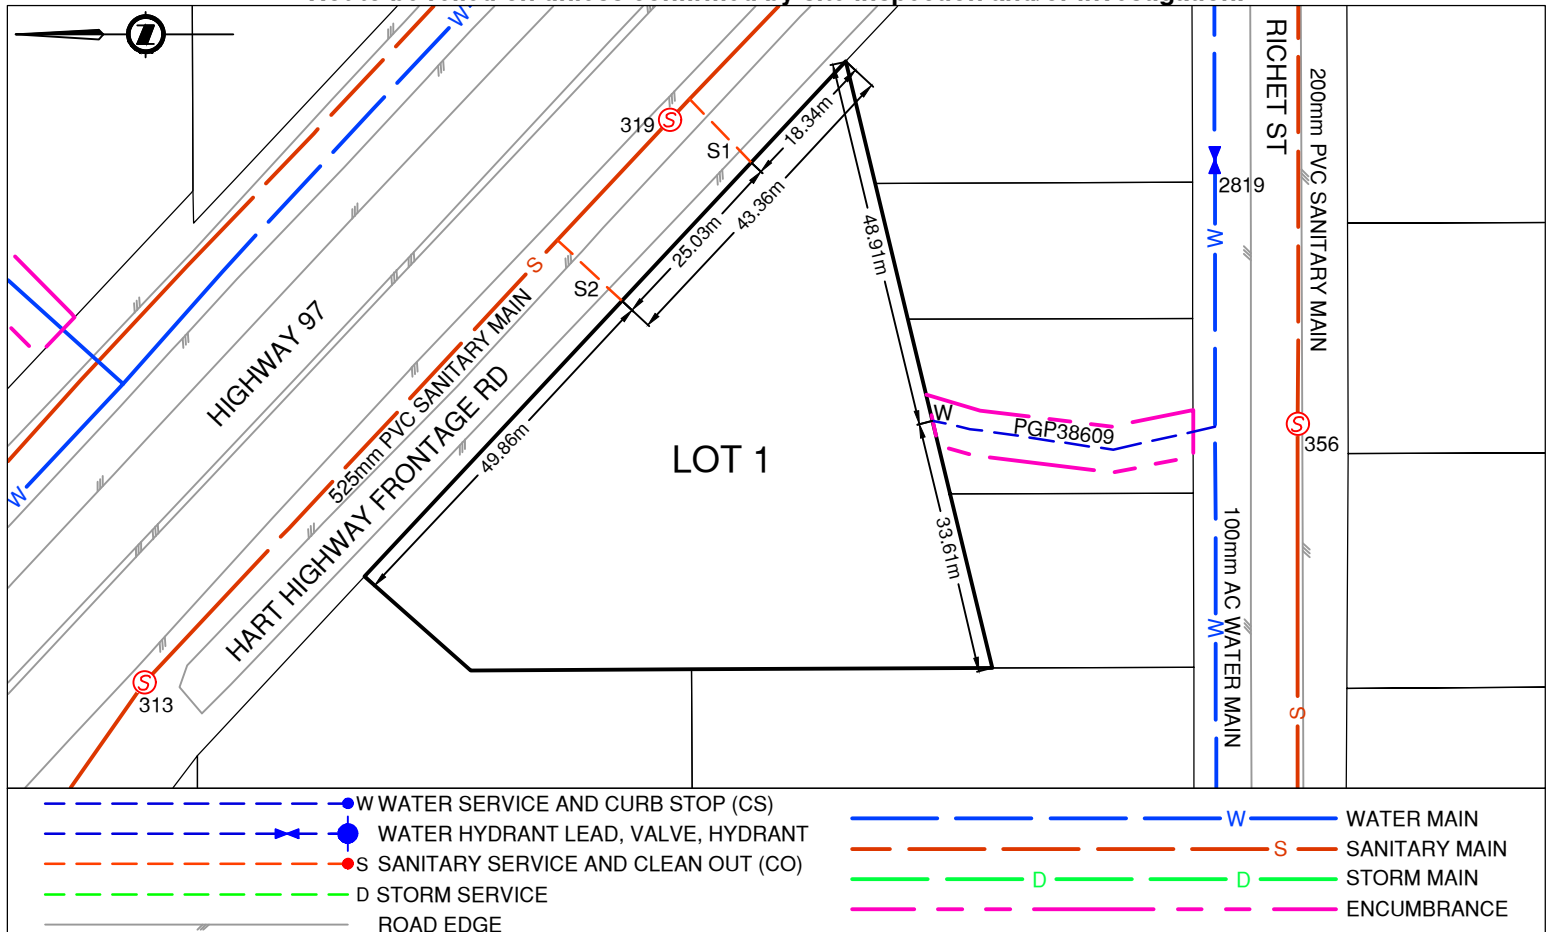 Z
W
RICHET ST
200mm PVC SANITARY MAIN
319
S
S1
18.34m
43.36m
25.03m
2819
W
48.91m
S
S2
HIGHWAY 97
525mm PVC SANITARY MAIN
HART HIGHWAY FRONTAGE RD
49.86m
LOT 1
W
PGP38609
S
356
W
33.61m
100mm AC WATER MAIN
W
S
313
S
W WATER SERVICE AND CURB STOP (CS)
WATER HYDRANT LEAD, VALVE, HYDRANT
S SANITARY SERVICE AND CLEAN OUT (CO)
D STORM SERVICE
ROAD EDGE
W WATER MAIN
S SANITARY MAIN
D D STORM MAIN
ENCUMBRANCE